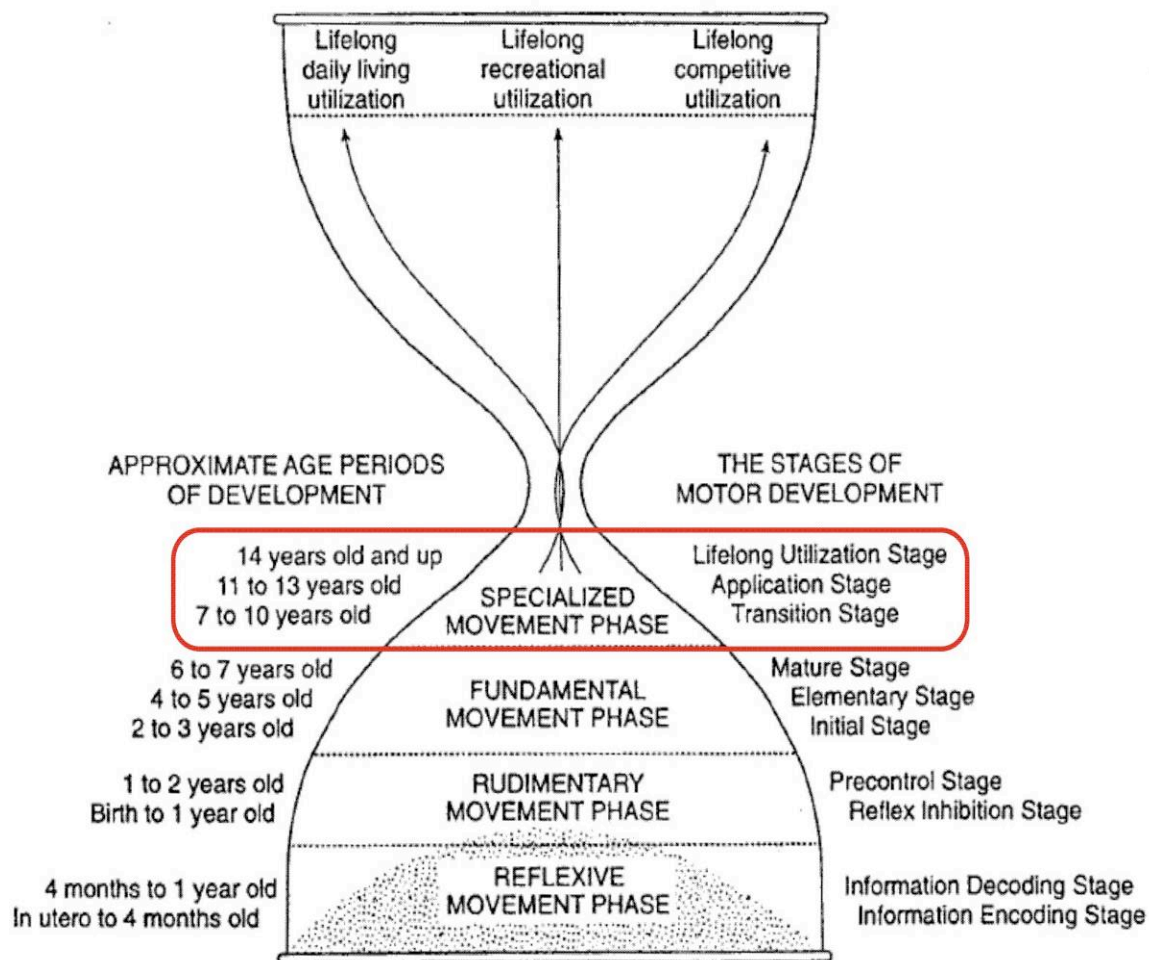 Lifelong
daily living
utilization
Lifelong
recreational
utilization
Lifelong
competitive
utilization
APPROXIMATE AGE PERIODS
OF DEVELOPMENT
THE STAGES OF
MOTOR DEVELOPMENT
14 years old and up
11 to 13 years old
7 to 10 years old
SPECIALIZED
MOVEMENT PHASE
Lifelong Utilization Stage
Application Stage
Transition Stage
6 to 7 years old
4 to 5 years old
2 to 3 years old
FUNDAMENTAL
MOVEMENT PHASE
Mature Stage
Elementary Stage
Initial Stage
1 to 2 years old
Birth to 1 year old
RUDIMENTARY
MOVEMENT PHASE
Precontrol Stage
Reflex Inhibition Stage
4 months to 1 year old
In utero to 4 months old
REFLEXIVE
MOVEMENT PHASE
Information Decoding Stage
Information Encoding Stage